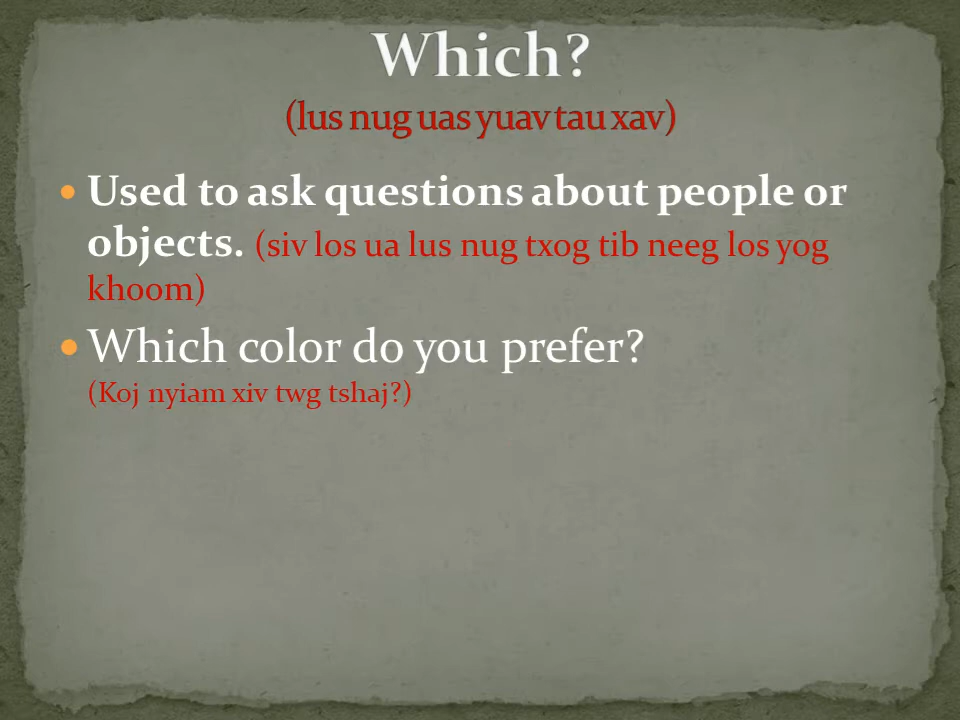 Which?
(lus nug uas yuav tau xav)
Used to ask questions about people or
objects. (siv los ua lus nug txog tib neeg los yog
khoom)
Which color do you prefer?
(Koj nyiam xiv twg tshaj?)